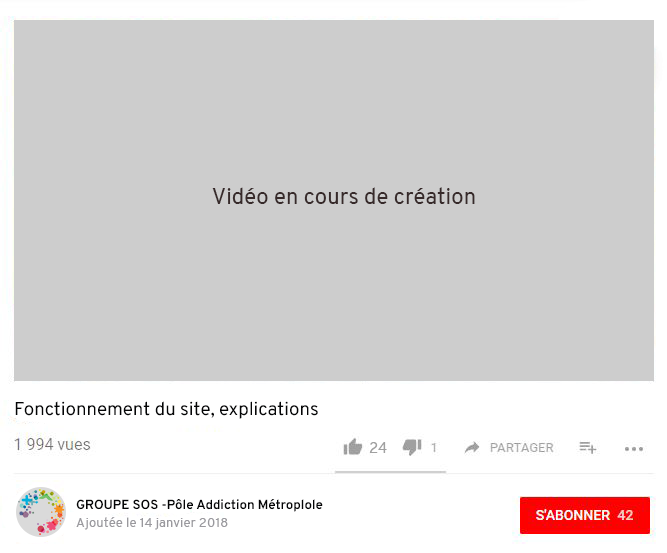 Vidéo en cours de création
Fonctionnement du site, explications
1 994 vues
24 1 PARTAGER
GROUPE SOS -Pôle Addiction Métroplole
Ajoutée le 14 janvier 2018
S'ABONNER 42